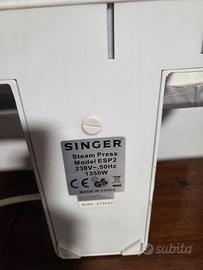 SINGER
Steam Press
Model ESP2
230V~,50Hz
1350W
MADE IN CHINA
subito